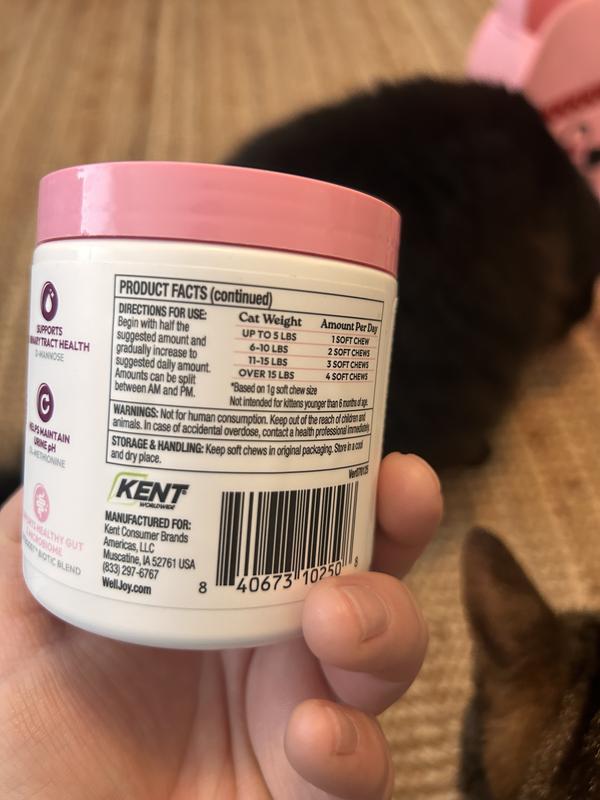 SUPPORTS
TRACT HEALTH
D-MANNOSE
MAINTAIN
URINE pH
DL-METHIONINE
HEALTHY GUT
MICROBIOME
BIOTIC BLEND
PRODUCT FACTS (continued)
DIRECTIONS FOR USE:
Begin with half the
suggested amount and
gradually increase to
suggested daily amount.
Amounts can be split
between AM and PM.
Cat Weight Amount Per Day
UP TO 5 LBS 1 SOFT CHEW
6-10 LBS 2 SOFT CHEWS
11-15 LBS 3 SOFT CHEWS
OVER 15 LBS 4 SOFT CHEWS
*Based on 1g soft chew size
Not intended for kittens younger than 6 months of age.
WARNINGS: Not for human consumption. Keep out of the reach of children and
animals. In case of accidental overdose, contact a health professional immediately.
STORAGE & HANDLING: Keep soft chews in original packaging. Store in a cool
and dry place.
KENT
WORLDWIDE
MANUFACTURED FOR:
Kent Consumer Brands
Americas, LLC
Muscatine, IA 52761 USA
(833) 297-6767
WellJoy.com
8 40673 10250 8